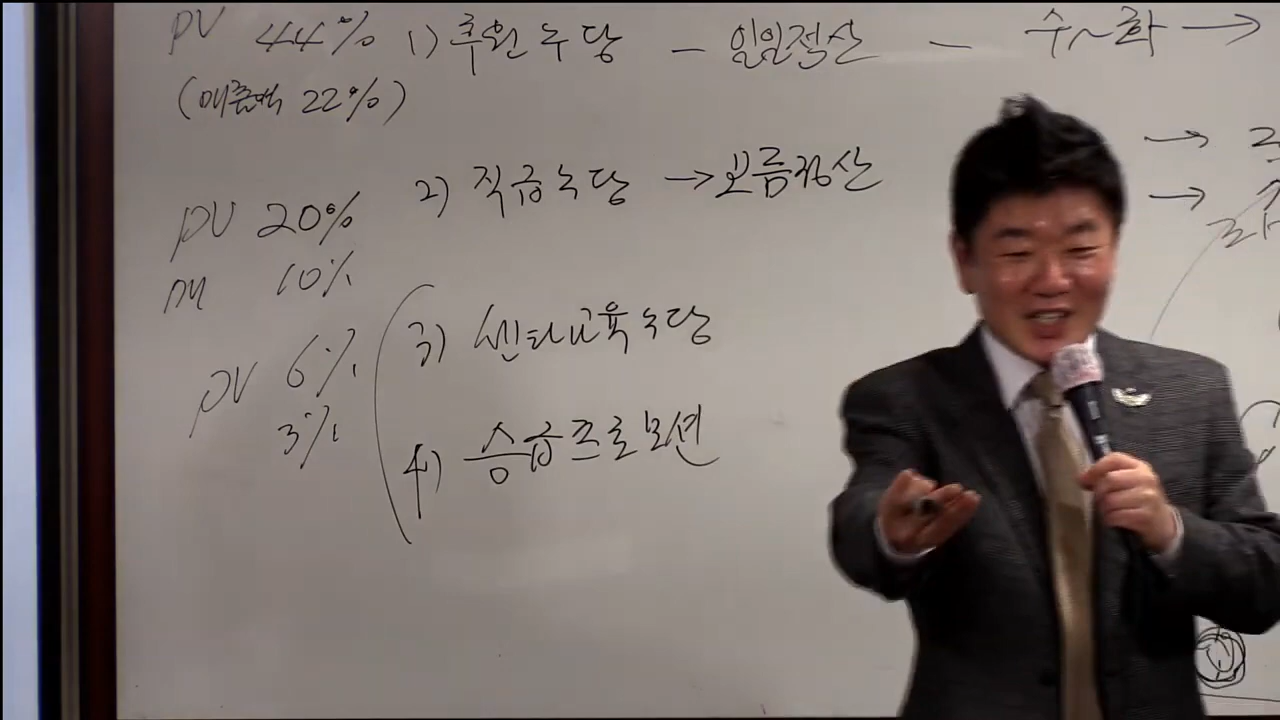 PV 44% 1) 후원수당 - 일일정산 - 수~화 →
(매출액 22%)
2) 직급수당 → 보름정산
PV 20%
매 10%
3) 센타교육수당
PV 6%
3%
4) 승급프로모션